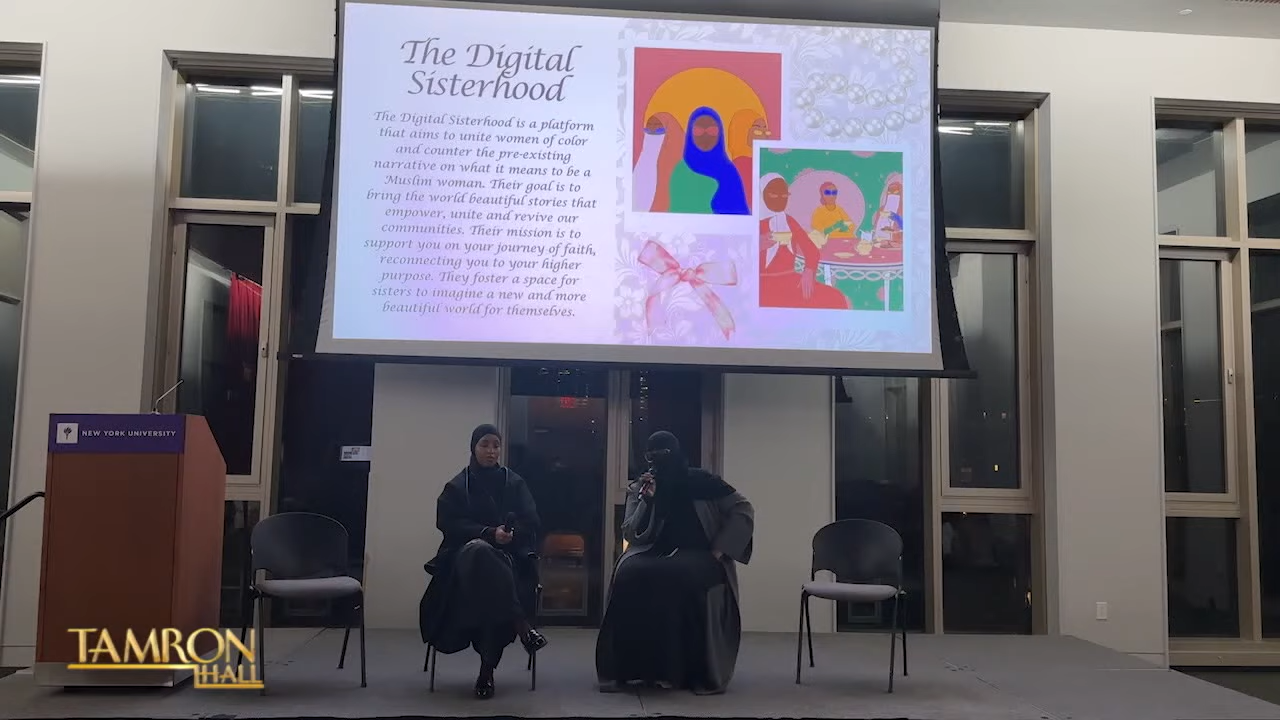 The Digital
Sisterhood
The Digital Sisterhood is a platform
that aims to unite women of color
and counter the pre-existing
narrative on what it means to be a
Muslim woman. Their goal is to
bring the world beautiful stories that
empower, unite and revive our
communities. Their mission is to
support you on your journey of faith,
reconnecting you to your higher
purpose. They foster a space for
sisters to imagine a new and more
beautiful world for themselves.
NEW YORK UNIVERSITY
TAMRON
HALL